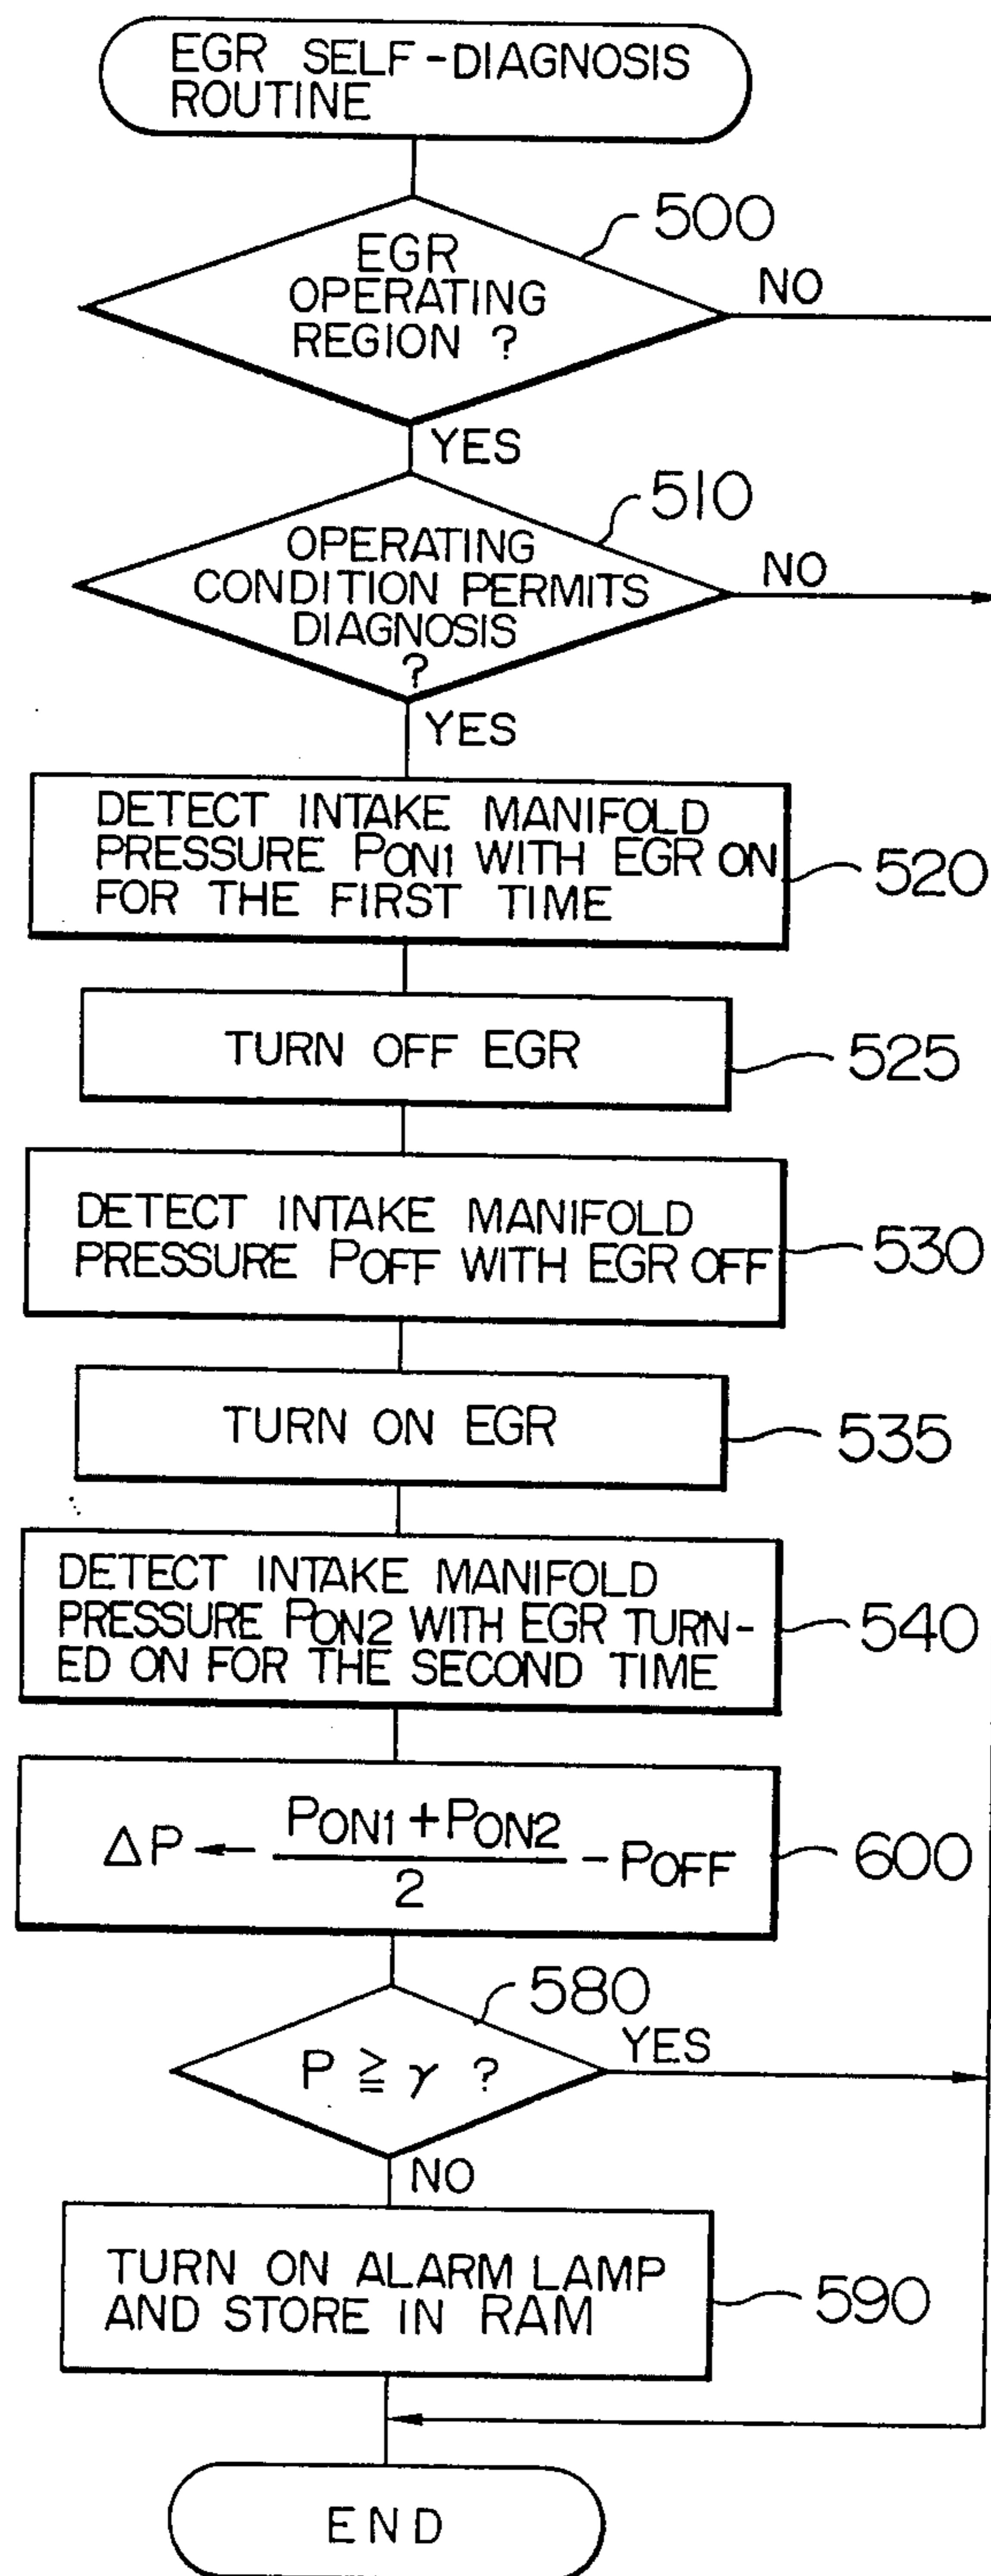 EGR SELF-DIAGNOSIS
ROUTINE
500
EGR
OPERATING
REGION ?
NO
YES
510
OPERATING
CONDITION PERMITS
DIAGNOSIS
?
NO
YES
DETECT INTAKE MANIFOLD
PRESSURE PON1 WITH EGR ON
FOR THE FIRST TIME
520
TURN OFF EGR
525
DETECT INTAKE MANIFOLD
PRESSURE POFF WITH EGR OFF
530
TURN ON EGR
535
DETECT INTAKE MANIFOLD
PRESSURE PON2 WITH EGR TURN-
ED ON FOR THE SECOND TIME
540
ΔP ← (PON1 + PON2) / 2 - POFF
600
580
P ≧ γ ?
YES
NO
TURN ON ALARM LAMP
AND STORE IN RAM
590
END